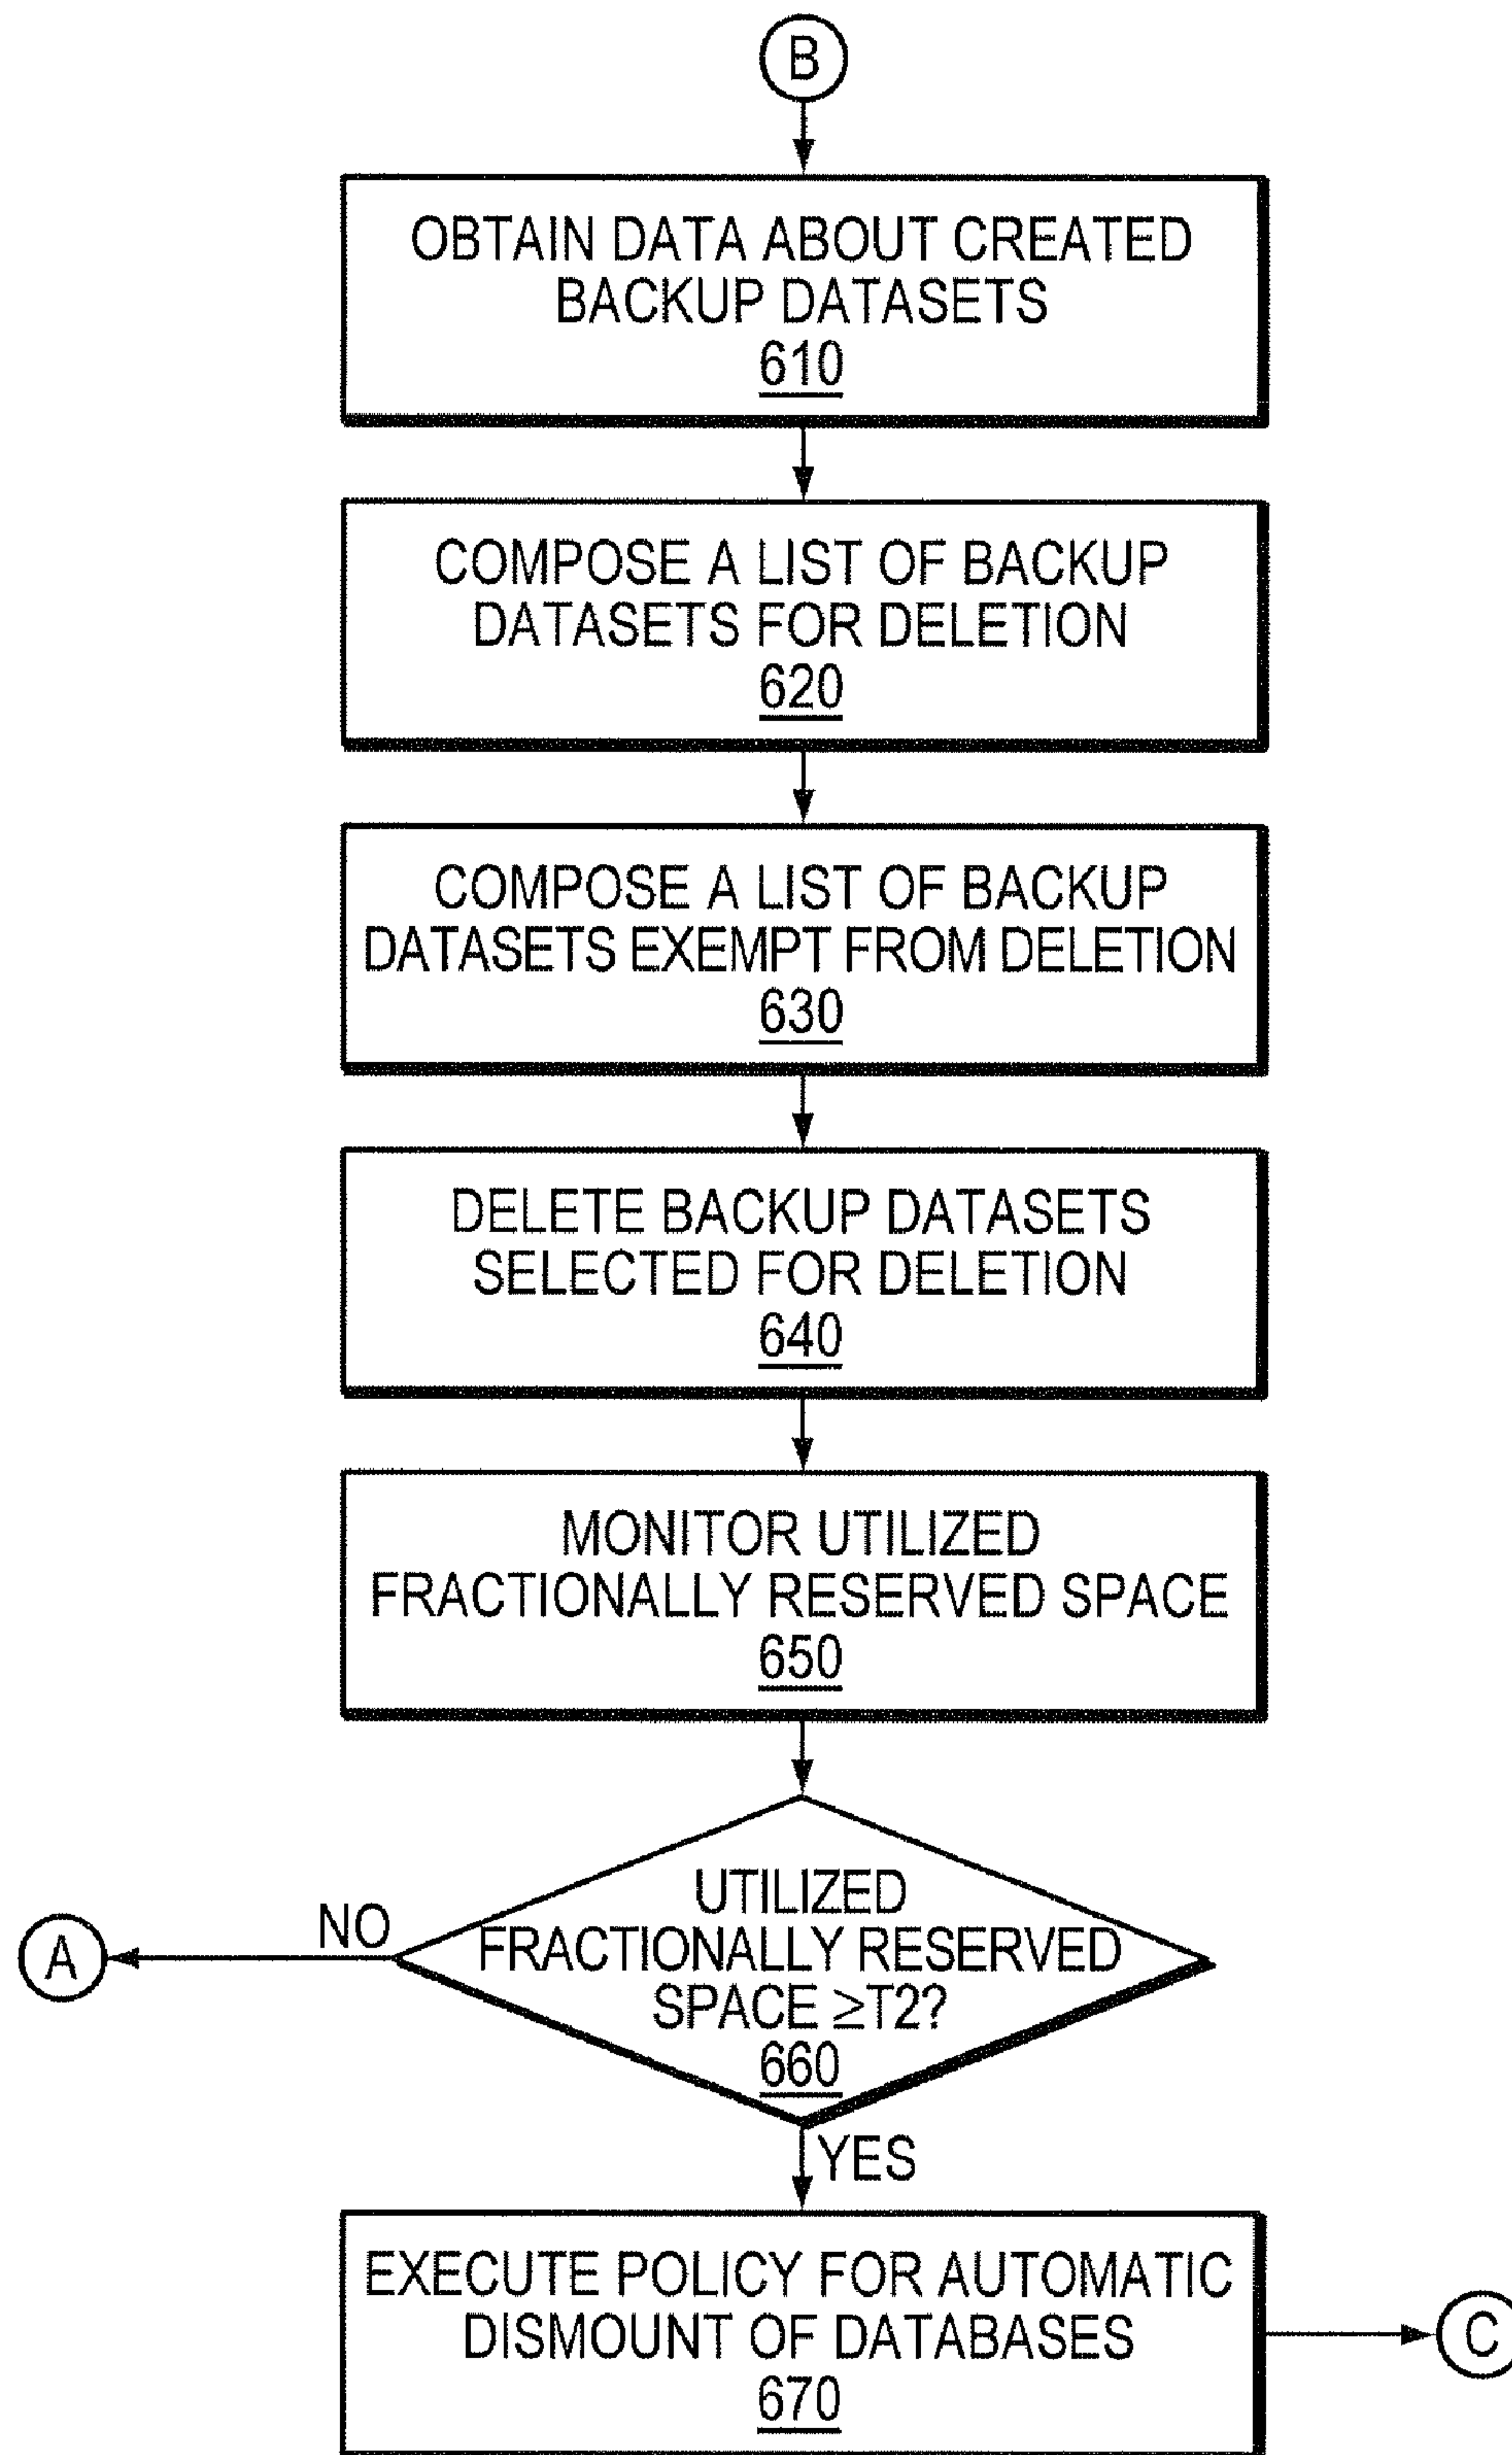 B
OBTAIN DATA ABOUT CREATED
BACKUP DATASETS
610
COMPOSE A LIST OF BACKUP
DATASETS FOR DELETION
620
COMPOSE A LIST OF BACKUP
DATASETS EXEMPT FROM DELETION
630
DELETE BACKUP DATASETS
SELECTED FOR DELETION
640
MONITOR UTILIZED
FRACTIONALLY RESERVED SPACE
650
UTILIZED
FRACTIONALLY RESERVED
SPACE ≥T2?
660
NO
A
YES
EXECUTE POLICY FOR AUTOMATIC
DISMOUNT OF DATABASES
670
C